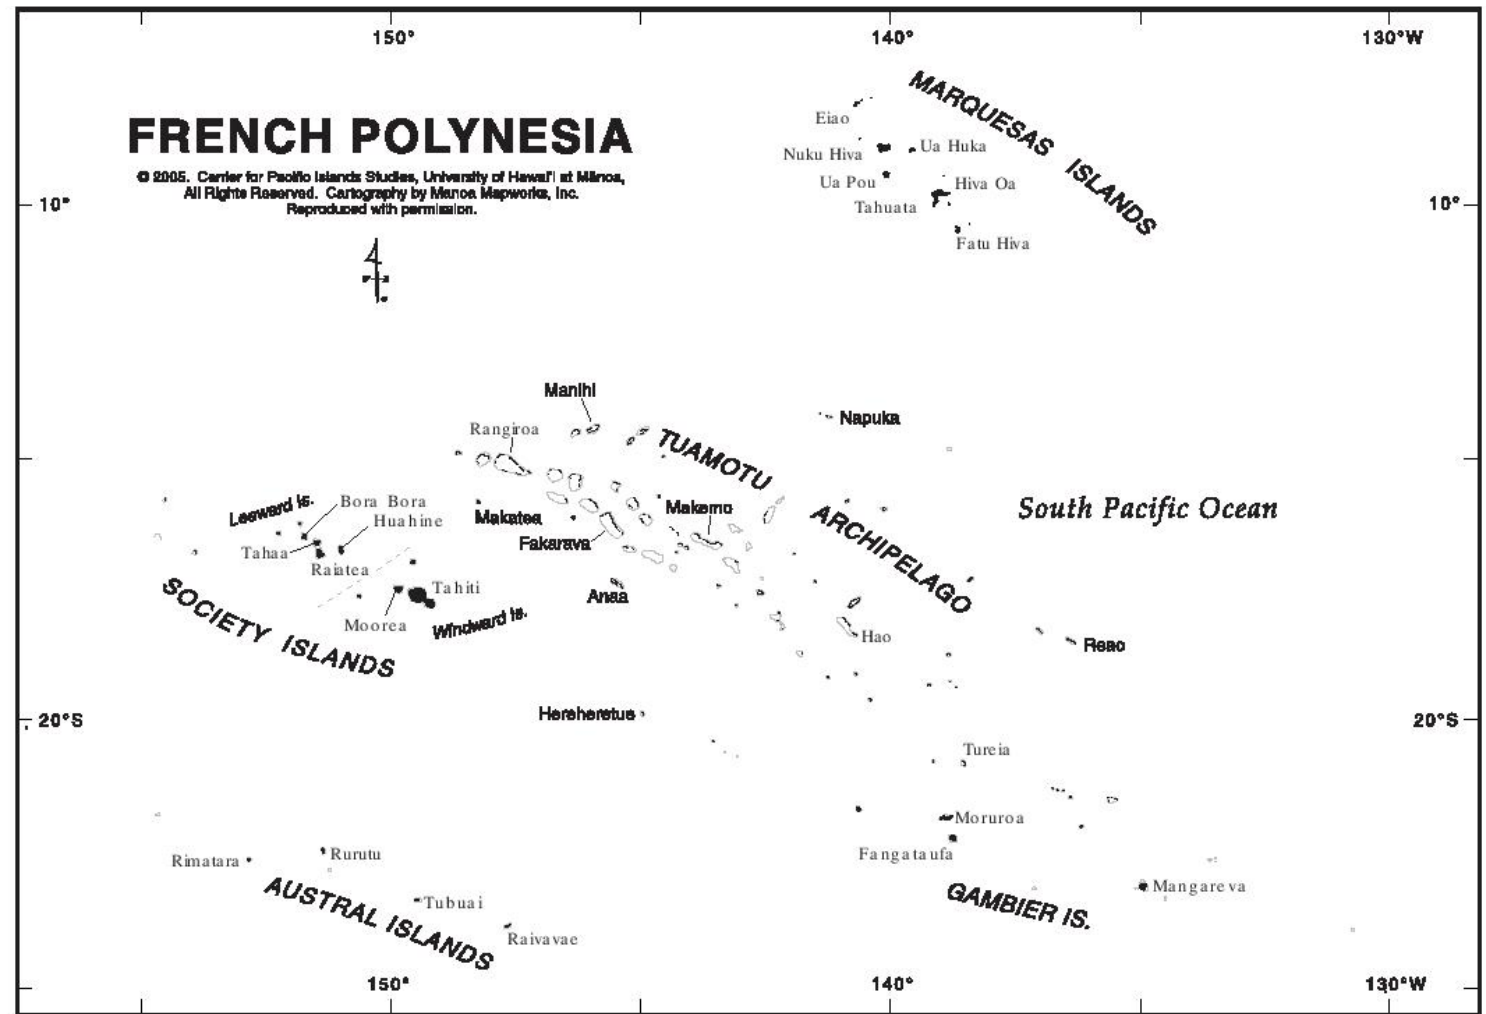 150°
140°
130°W
MARQUESAS ISLANDS
Eiao
FRENCH POLYNESIA
Nuku Hiva
Ua Huka
© 2005. Center for Pacific Islands Studies, University of Hawai'i at Mānoa,
All Rights Reserved. Cartography by Manoa Mapworks, Inc.
Reproduced with permission.
Ua Pou
Hiva Oa
Tahuata
10°
10°
Fatu Hiva
Manihi
Rangiroa
Napuka
TUAMOTU ARCHIPELAGO
Leeward Is.
Bora Bora
Huahine
Makatea
Makemo
South Pacific Ocean
Fakarava
Tahaa
Raiatea
Tahiti
Anaa
Moorea
Windward Is.
SOCIETY ISLANDS
Hao
Reao
Hereheretue
20°S
20°S
Tureia
Moruroa
Fangataufa
Rimatara
Rurutu
Mangareva
GAMBIER IS.
AUSTRAL ISLANDS
Tubuai
Raivavae
150°
140°
130°W